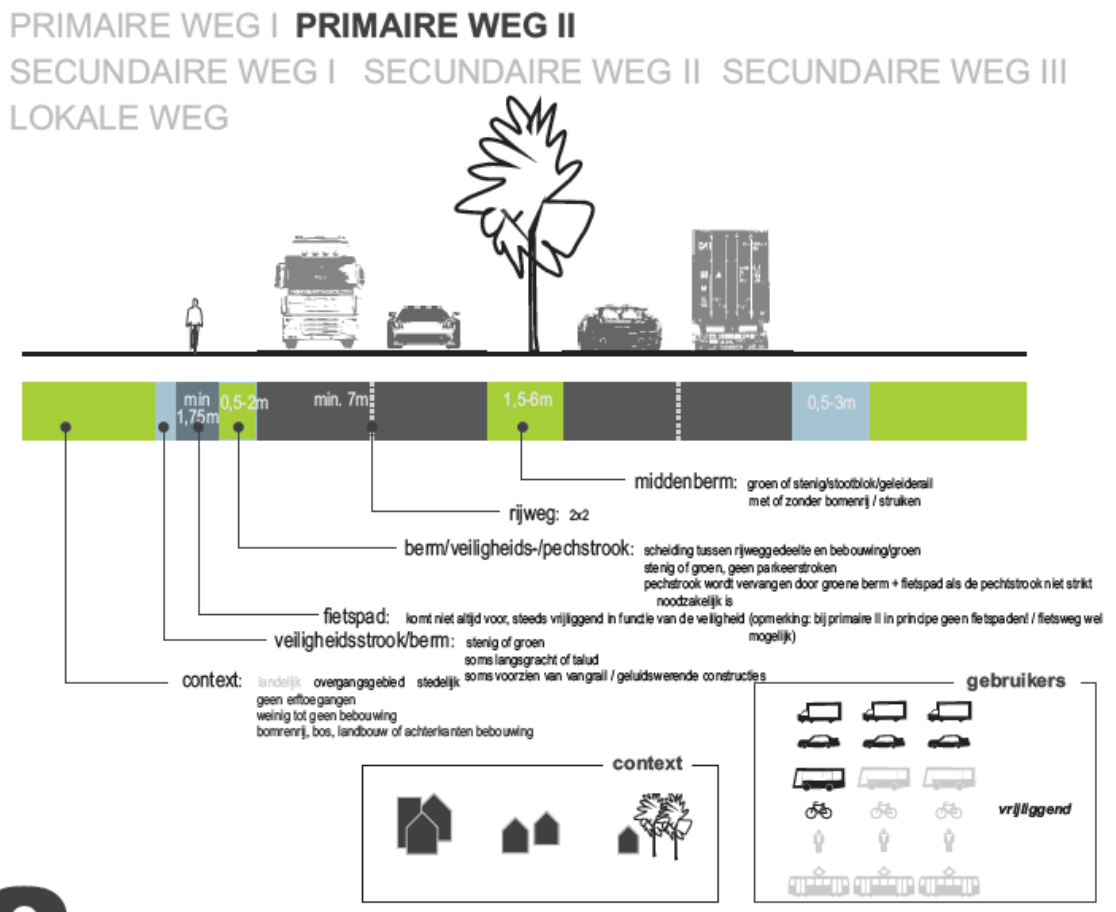 PRIMAIRE WEG I PRIMAIRE WEG II
SECUNDAIRE WEG I SECUNDAIRE WEG II SECUNDAIRE WEG III
LOKALE WEG
min 1,75m
0,5-2m
min. 7m
1,5-6m
0,5-3m
middenberm: groen of stenig/stootblok/geleiderail
met of zonder bomenrij / struiken
rijweg: 2x2
berm/veiligheids-/pechstrook: scheiding tussen rijweggedeelte en bebouwing/groen
stenig of groen, geen parkeerstroken
pechstrook wordt vervangen door groene berm + fietspad als de pechtstrook niet strikt
noodzakelijk is
fietspad: komt niet altijd voor, steeds vrijliggend in functie van de veiligheid (opmerking: bij primaire II in principe geen fietspaden! / fietsweg wel
mogelijk)
veiligheidsstrook/berm: stenig of groen
soms langsgracht of talud
soms voorzien van vangrail / geluidswerende constructies
context: landelijk overgangsgebied stedelijk
geen erftoegangen
weinig tot geen bebouwing
bomrenrij, bos, landbouw of achterkanten bebouwing
gebruikers
vrijliggend
context